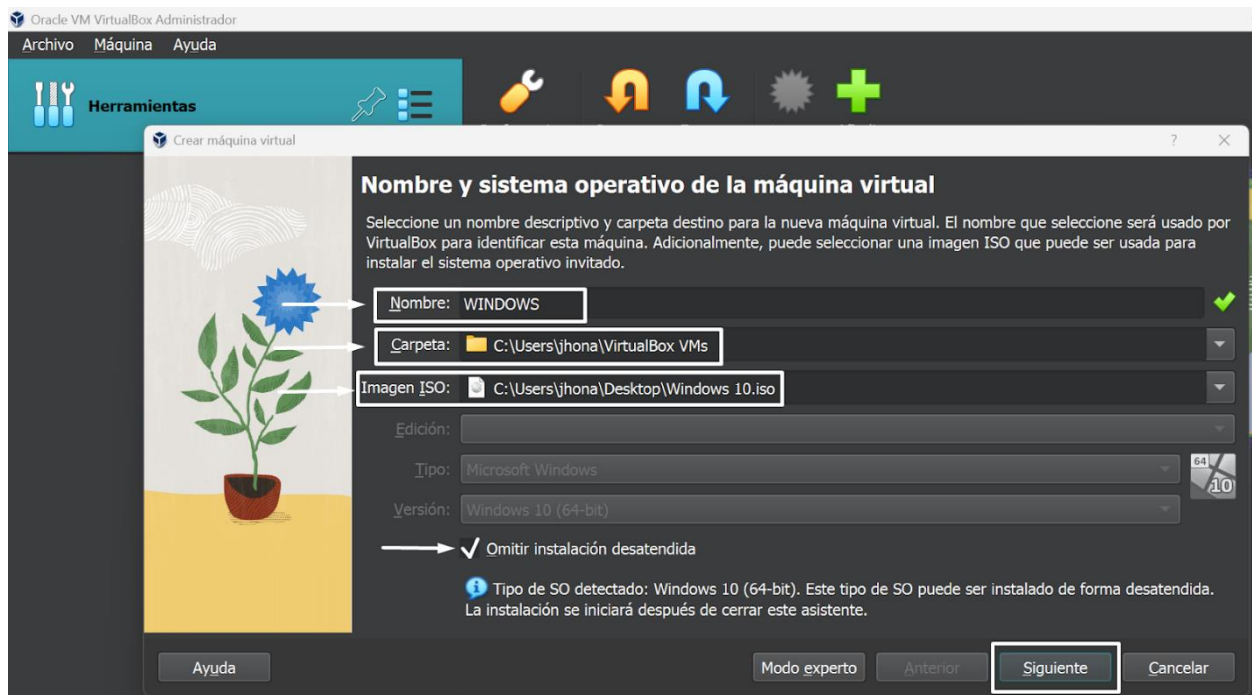 Oracle VM VirtualBox Administrador
Archivo Máquina Ayuda
Herramientas
Crear máquina virtual
?
Nombre y sistema operativo de la máquina virtual
Seleccione un nombre descriptivo y carpeta destino para la nueva máquina virtual. El nombre que seleccione será usado por
VirtualBox para identificar esta máquina. Adicionalmente, puede seleccionar una imagen ISO que puede ser usada para
instalar el sistema operativo invitado.
Nombre: WINDOWS
Carpeta: C:\Users\jhona\VirtualBox VMs
Imagen ISO: C:\Users\jhona\Desktop\Windows 10.iso
Edición:
Tipo: Microsoft Windows
64
10
Versión: Windows 10 (64-bit)
Omitir instalación desatendida
Tipo de SO detectado: Windows 10 (64-bit). Este tipo de SO puede ser instalado de forma desatendida.
La instalación se iniciará después de cerrar este asistente.
Ayuda Modo experto Anterior Siguiente Cancelar